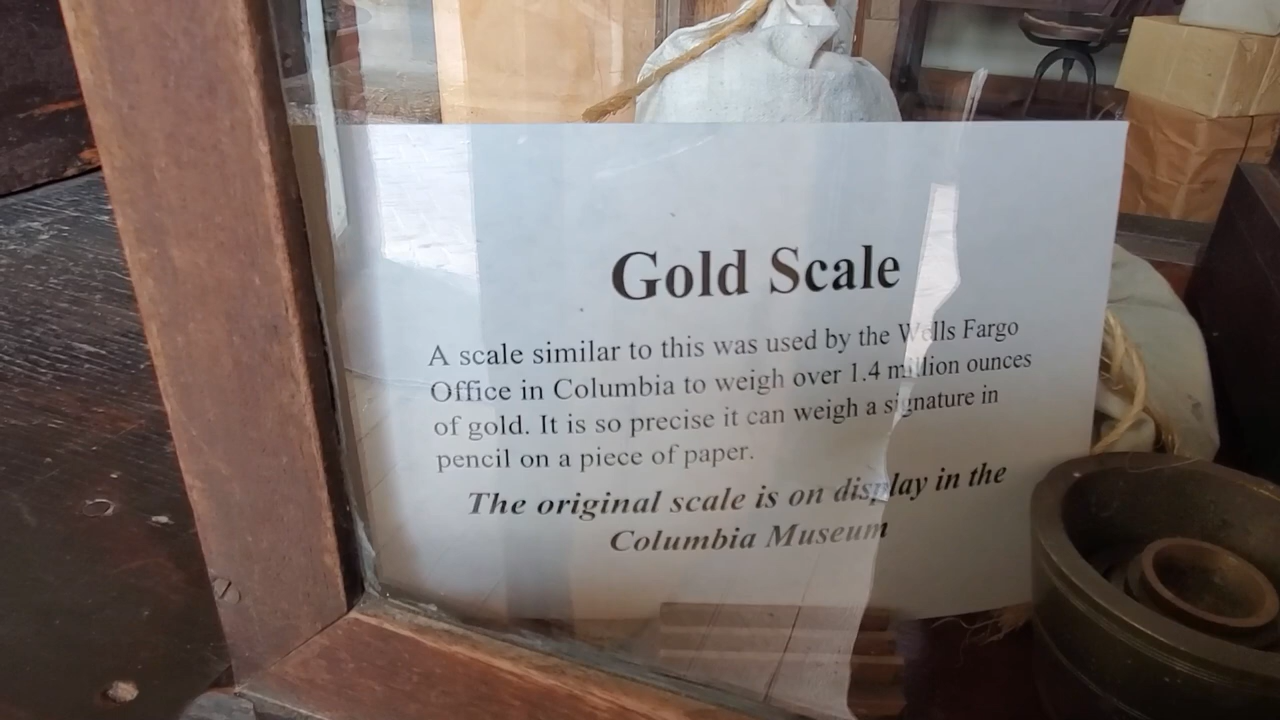 Gold Scale
A scale similar to this was used by the Wells Fargo
Office in Columbia to weigh over 1.4 million ounces
of gold. It is so precise it can weigh a signature in
pencil on a piece of paper.
The original scale is on display in the
Columbia Museum